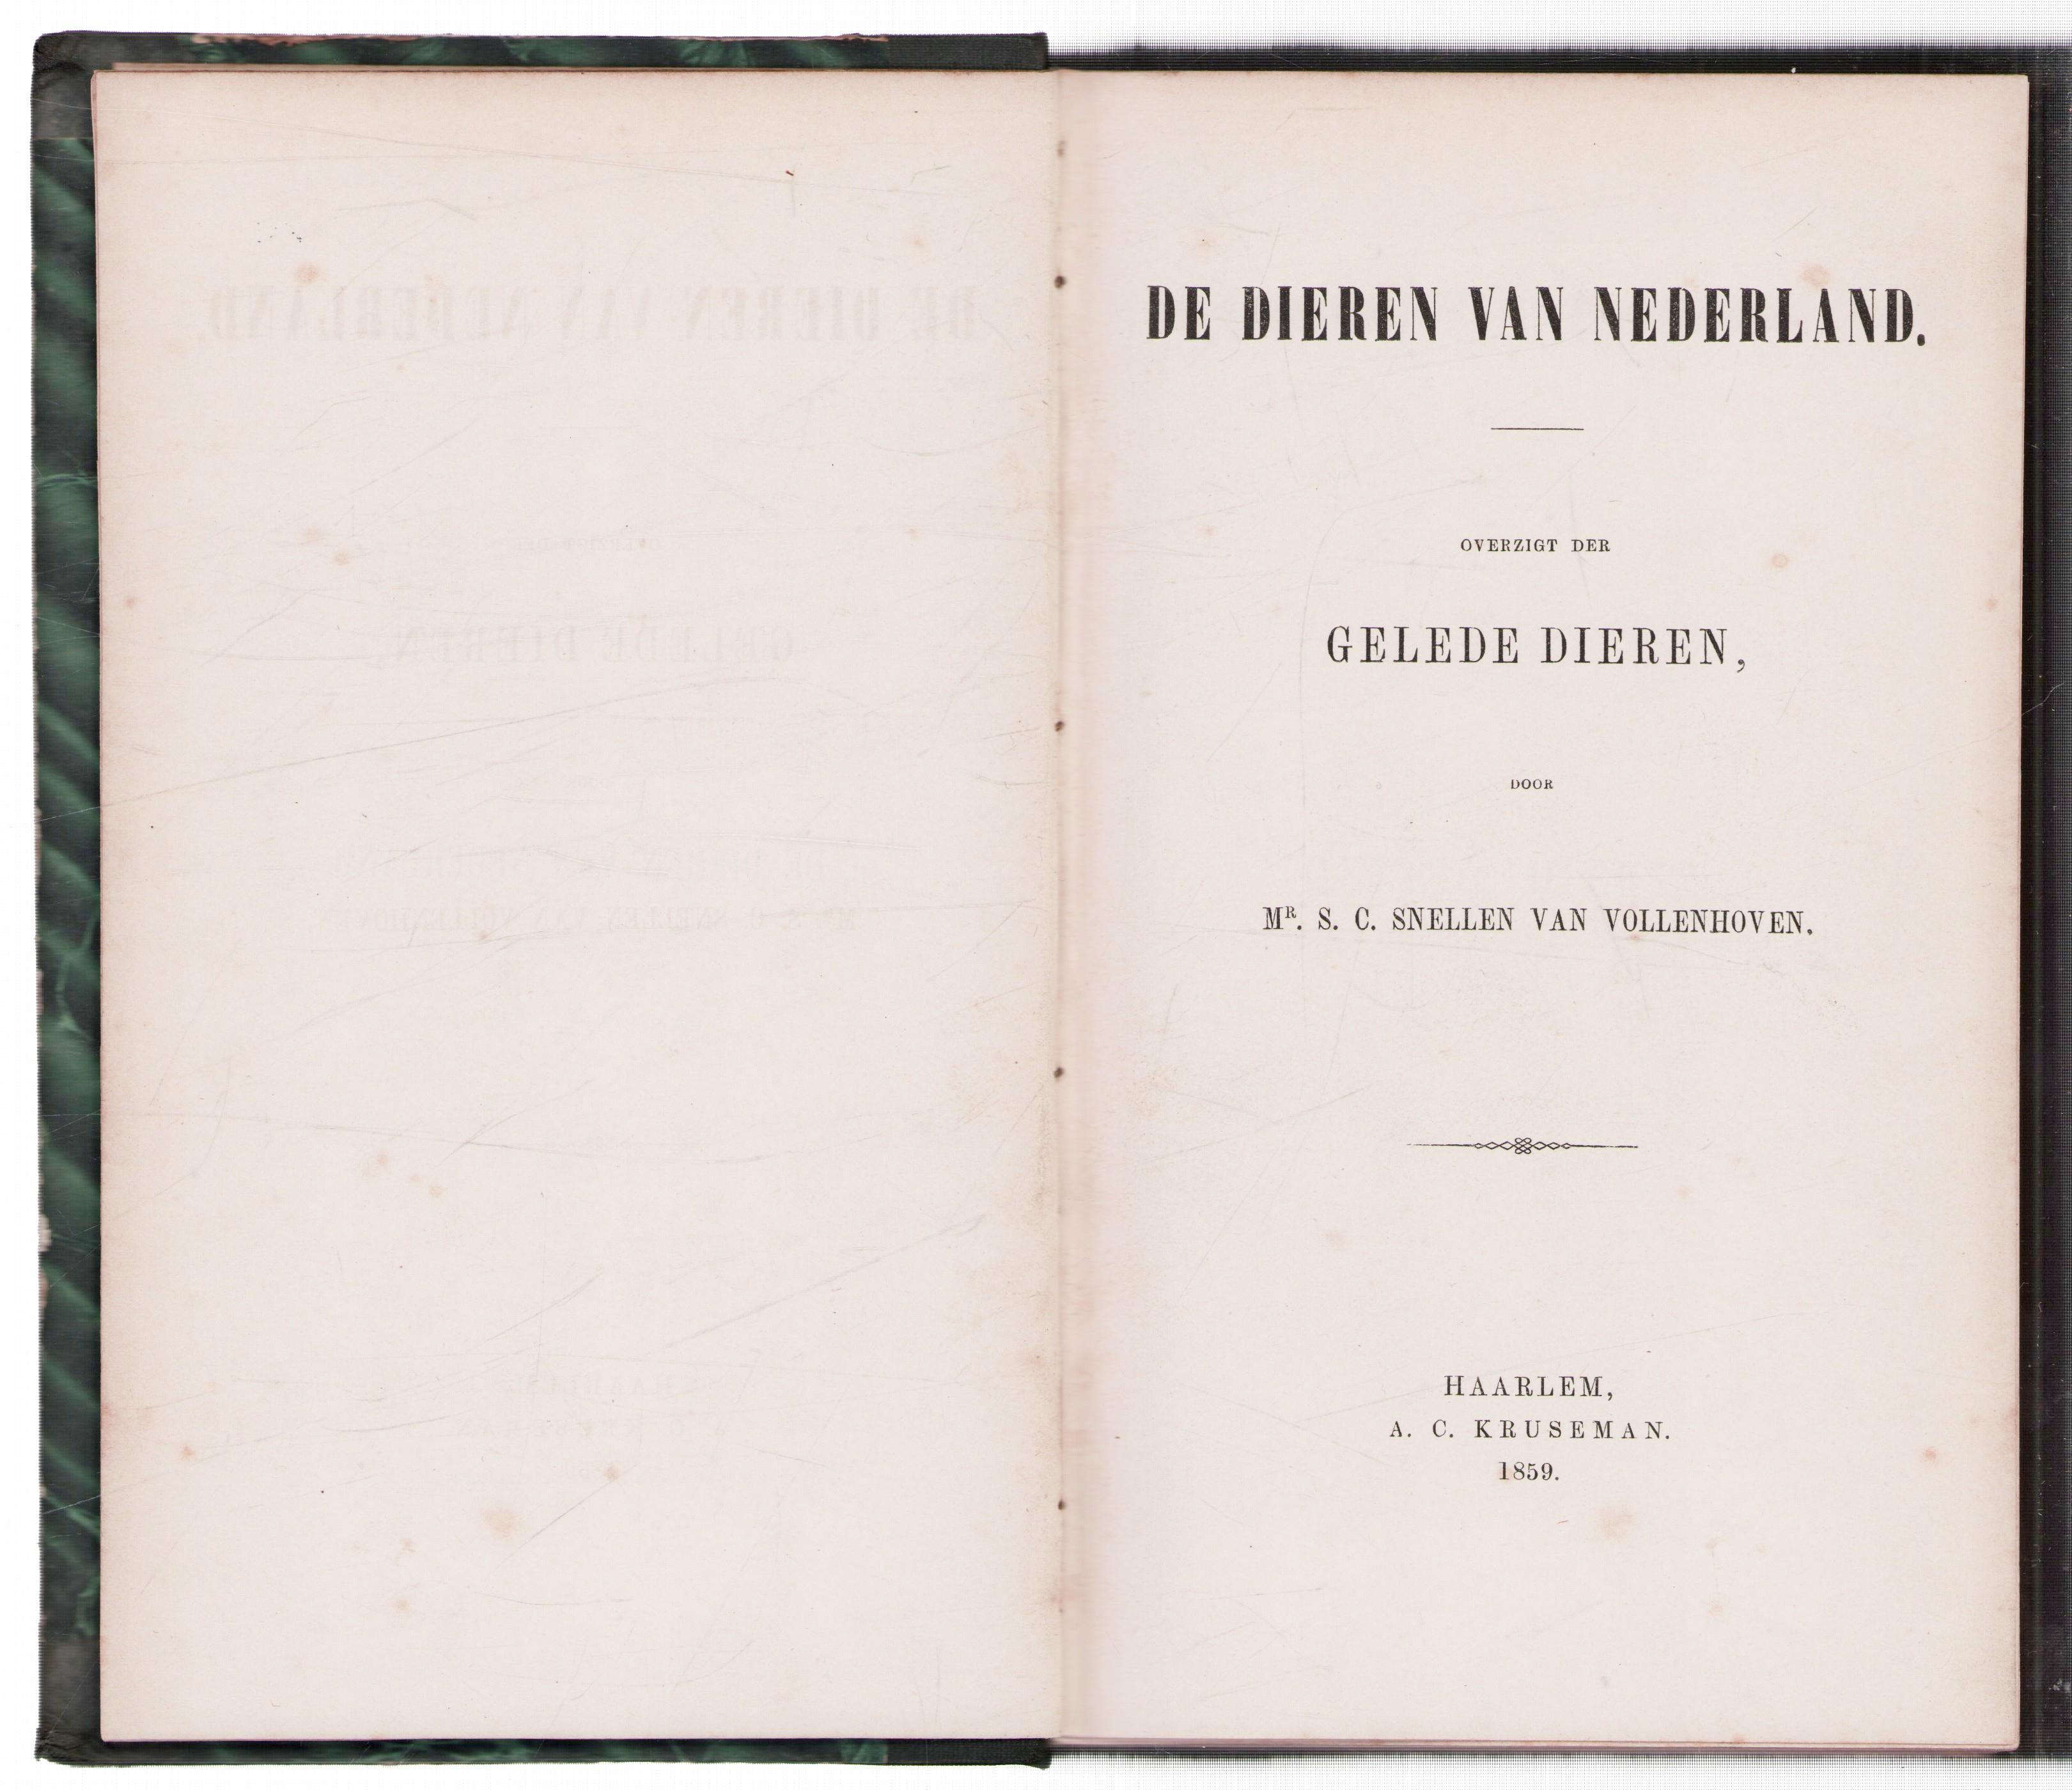 DE DIEREN VAN NEDERLAND.
OVERZIGT DER
GELEDE DIEREN,
DOOR
MR. S. C. SNELLEN VAN VOLLENHOVEN.
HAARLEM,
A. C. KRUSEMAN.
1859.